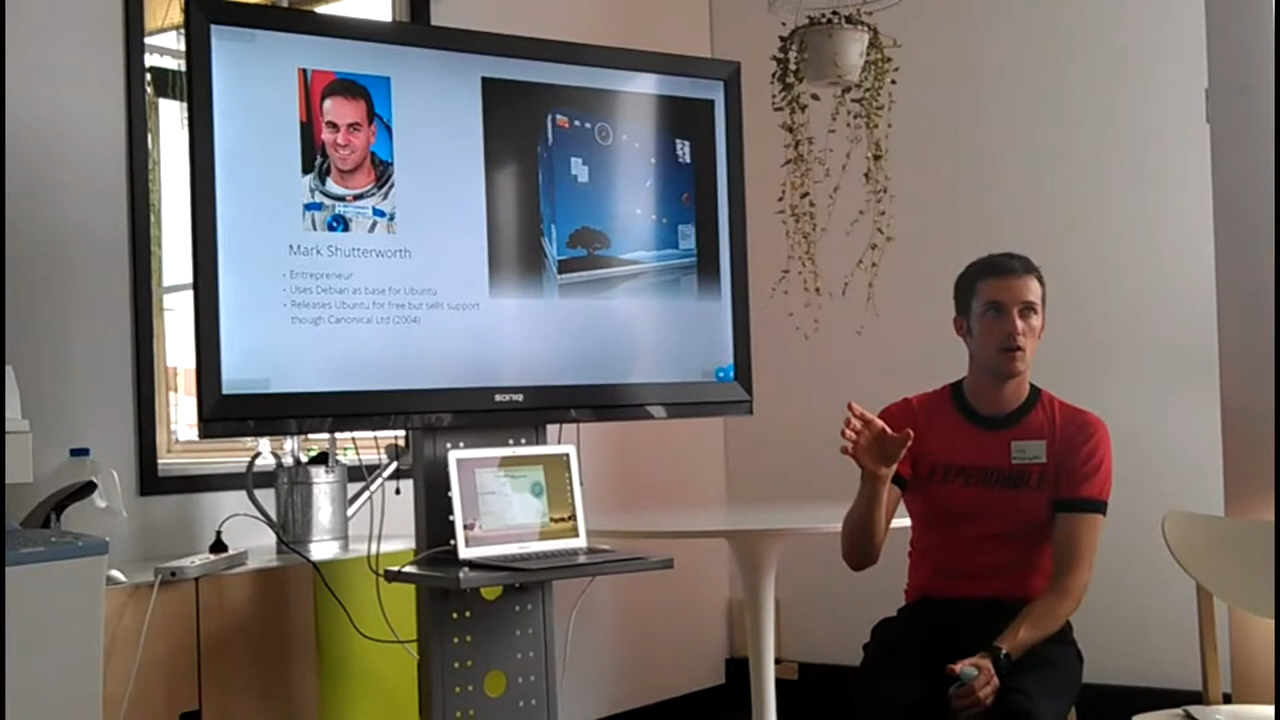 Mark Shutterworth
• Entrepreneur
• Uses Debian as base for Ubuntu
• Releases Ubuntu for free but sells support
though Canonical Ltd (2004)
soniq
EXPENDABLE